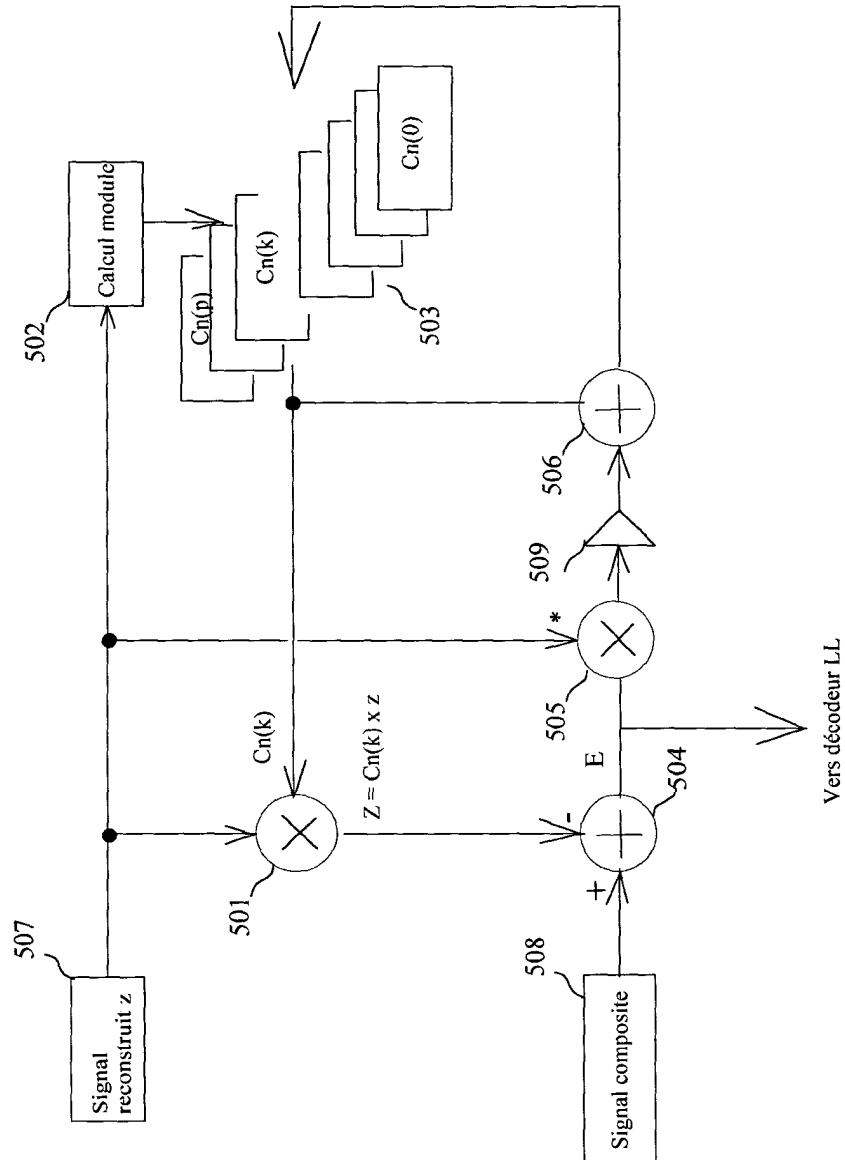 507
Signal
reconstruit z
502
Calcul module
Cn(p)
Cn(k)
Cn(0)
503
Cn(k)
501
Z = Cn(k) x z
508
Signal composite
+
-
504
E
Vers décodeur LL
*
505
509
506